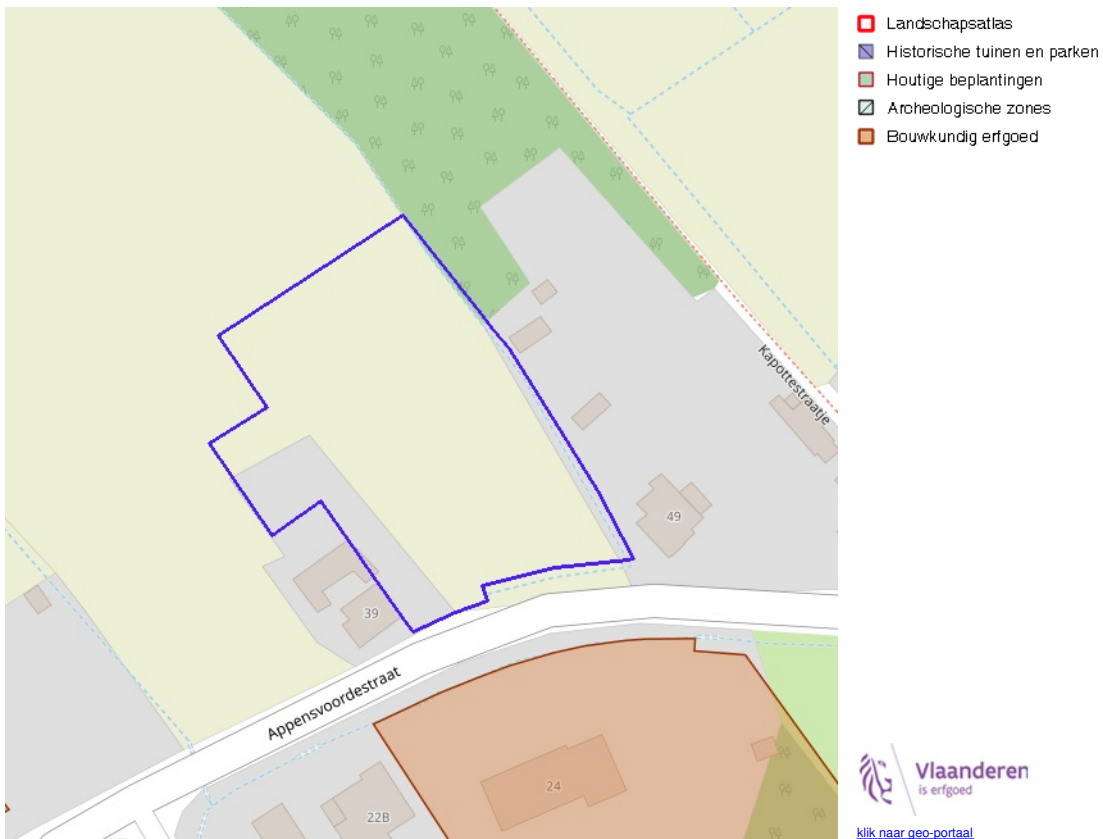 Landschapsatlas
Historische tuinen en parken
Houtige beplantingen
Archeologische zones
Bouwkundig erfgoed
Kapottestraatje
49
39
Appensvoordestraat
24
22B
Vlaanderen
is erfgoed
klik naar geo-portaal